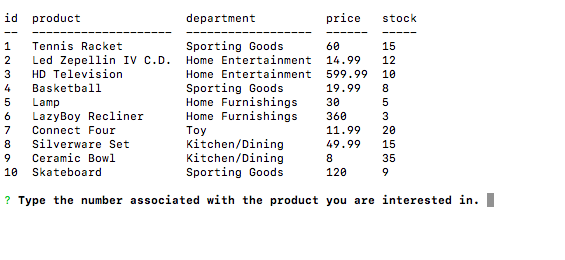 id  product               department          price   stock
--  --------------------  ------------------  ------  -----
1   Tennis Racket         Sporting Goods      60      15
2   Led Zepellin IV C.D.  Home Entertainment  14.99   12
3   HD Television         Home Entertainment  599.99  10
4   Basketball            Sporting Goods      19.99   8
5   Lamp                  Home Furnishings    30      5
6   LazyBoy Recliner      Home Furnishings    360     3
7   Connect Four          Toy                 11.99   20
8   Silverware Set        Kitchen/Dining      49.99   15
9   Ceramic Bowl          Kitchen/Dining      8       35
10  Skateboard            Sporting Goods      120     9
? Type the number associated with the product you are interested in.